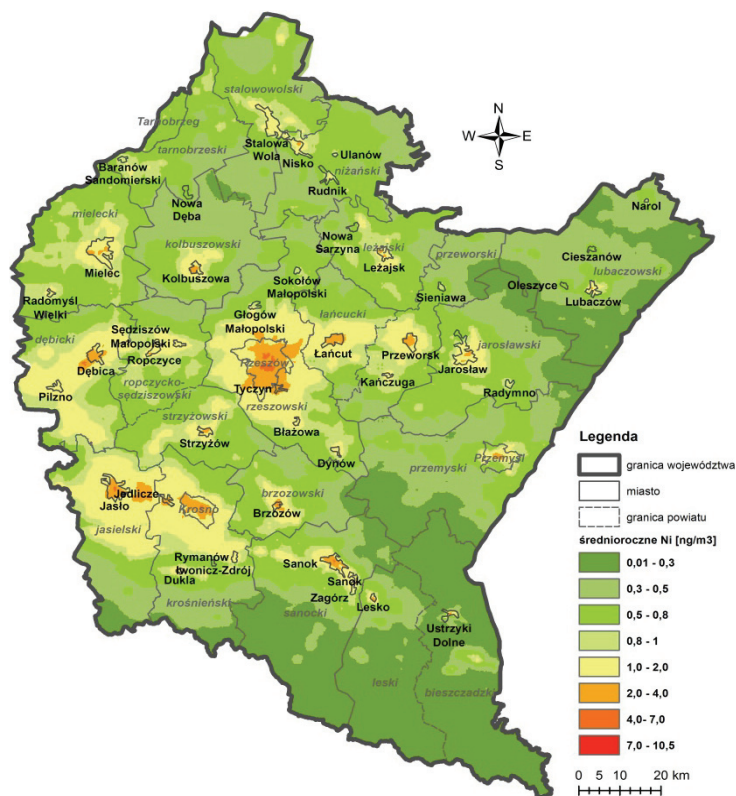 stalowowolski
N
W E
S
Tarnobrzeg
tarnobrzeski
Stalowa
Wola
Nisko
Ulanów
niżański
Baranów
Sandomierski
Rudnik
Nowa
Dęba
Narol
mielecki
kolbuszowski
Nowa
Sarzyna
leżajski
przeworski
Cieszanów
lubaczowski
Mielec
Kolbuszowa
Leżajsk
Sokołów
Małopolski
Sieniawa
Oleszyce
Lubaczów
Radomyśl
Wielki
Głogów
Małopolski
łańcucki
dębicki
Sędziszów
Małopolski
Ropczyce
Rzeszów
Łańcut
Przeworsk
jarosławski
Jarosław
Dębica
Tyczyn
Kańczuga
Pilzno
ropczycko-
sędziszowski
rzeszowski
Radymno
strzyżowski
Strzyżów
Błażowa
Dynów
przemyski
Przemyśl
Jedlicze
Jasło
Krosno
brzozowski
Brzozów
jasielski
Rymanów
Iwonicz-Zdrój
Dukla
Sanok
Sanok
Zagórz
Lesko
krośnieński
sanocki
Ustrzyki
Dolne
leski
bieszczadzki
Legenda
granica województwa
miasto
granica powiatu
średnioroczne Ni [ng/m3]
0,01 - 0,3
0,3 - 0,5
0,5 - 0,8
0,8 - 1
1,0 - 2,0
2,0 - 4,0
4,0- 7,0
7,0 - 10,5
0 5 10 20 km